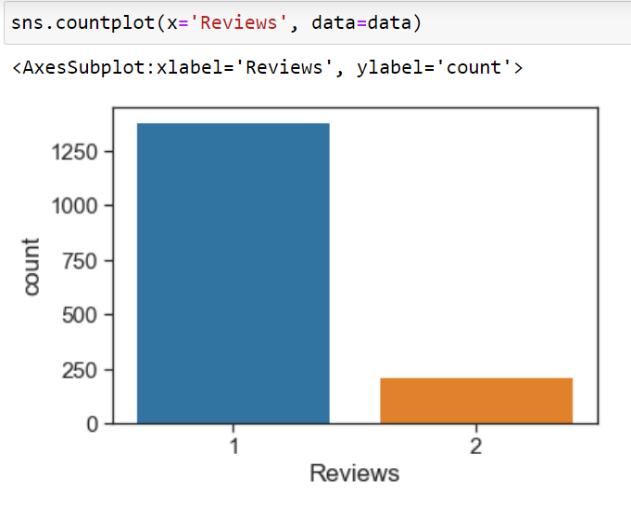 sns.countplot(x='Reviews', data=data)
<AxesSubplot:xlabel='Reviews', ylabel='count'>
1250
1000
750
500
250
0
count
1 2
Reviews